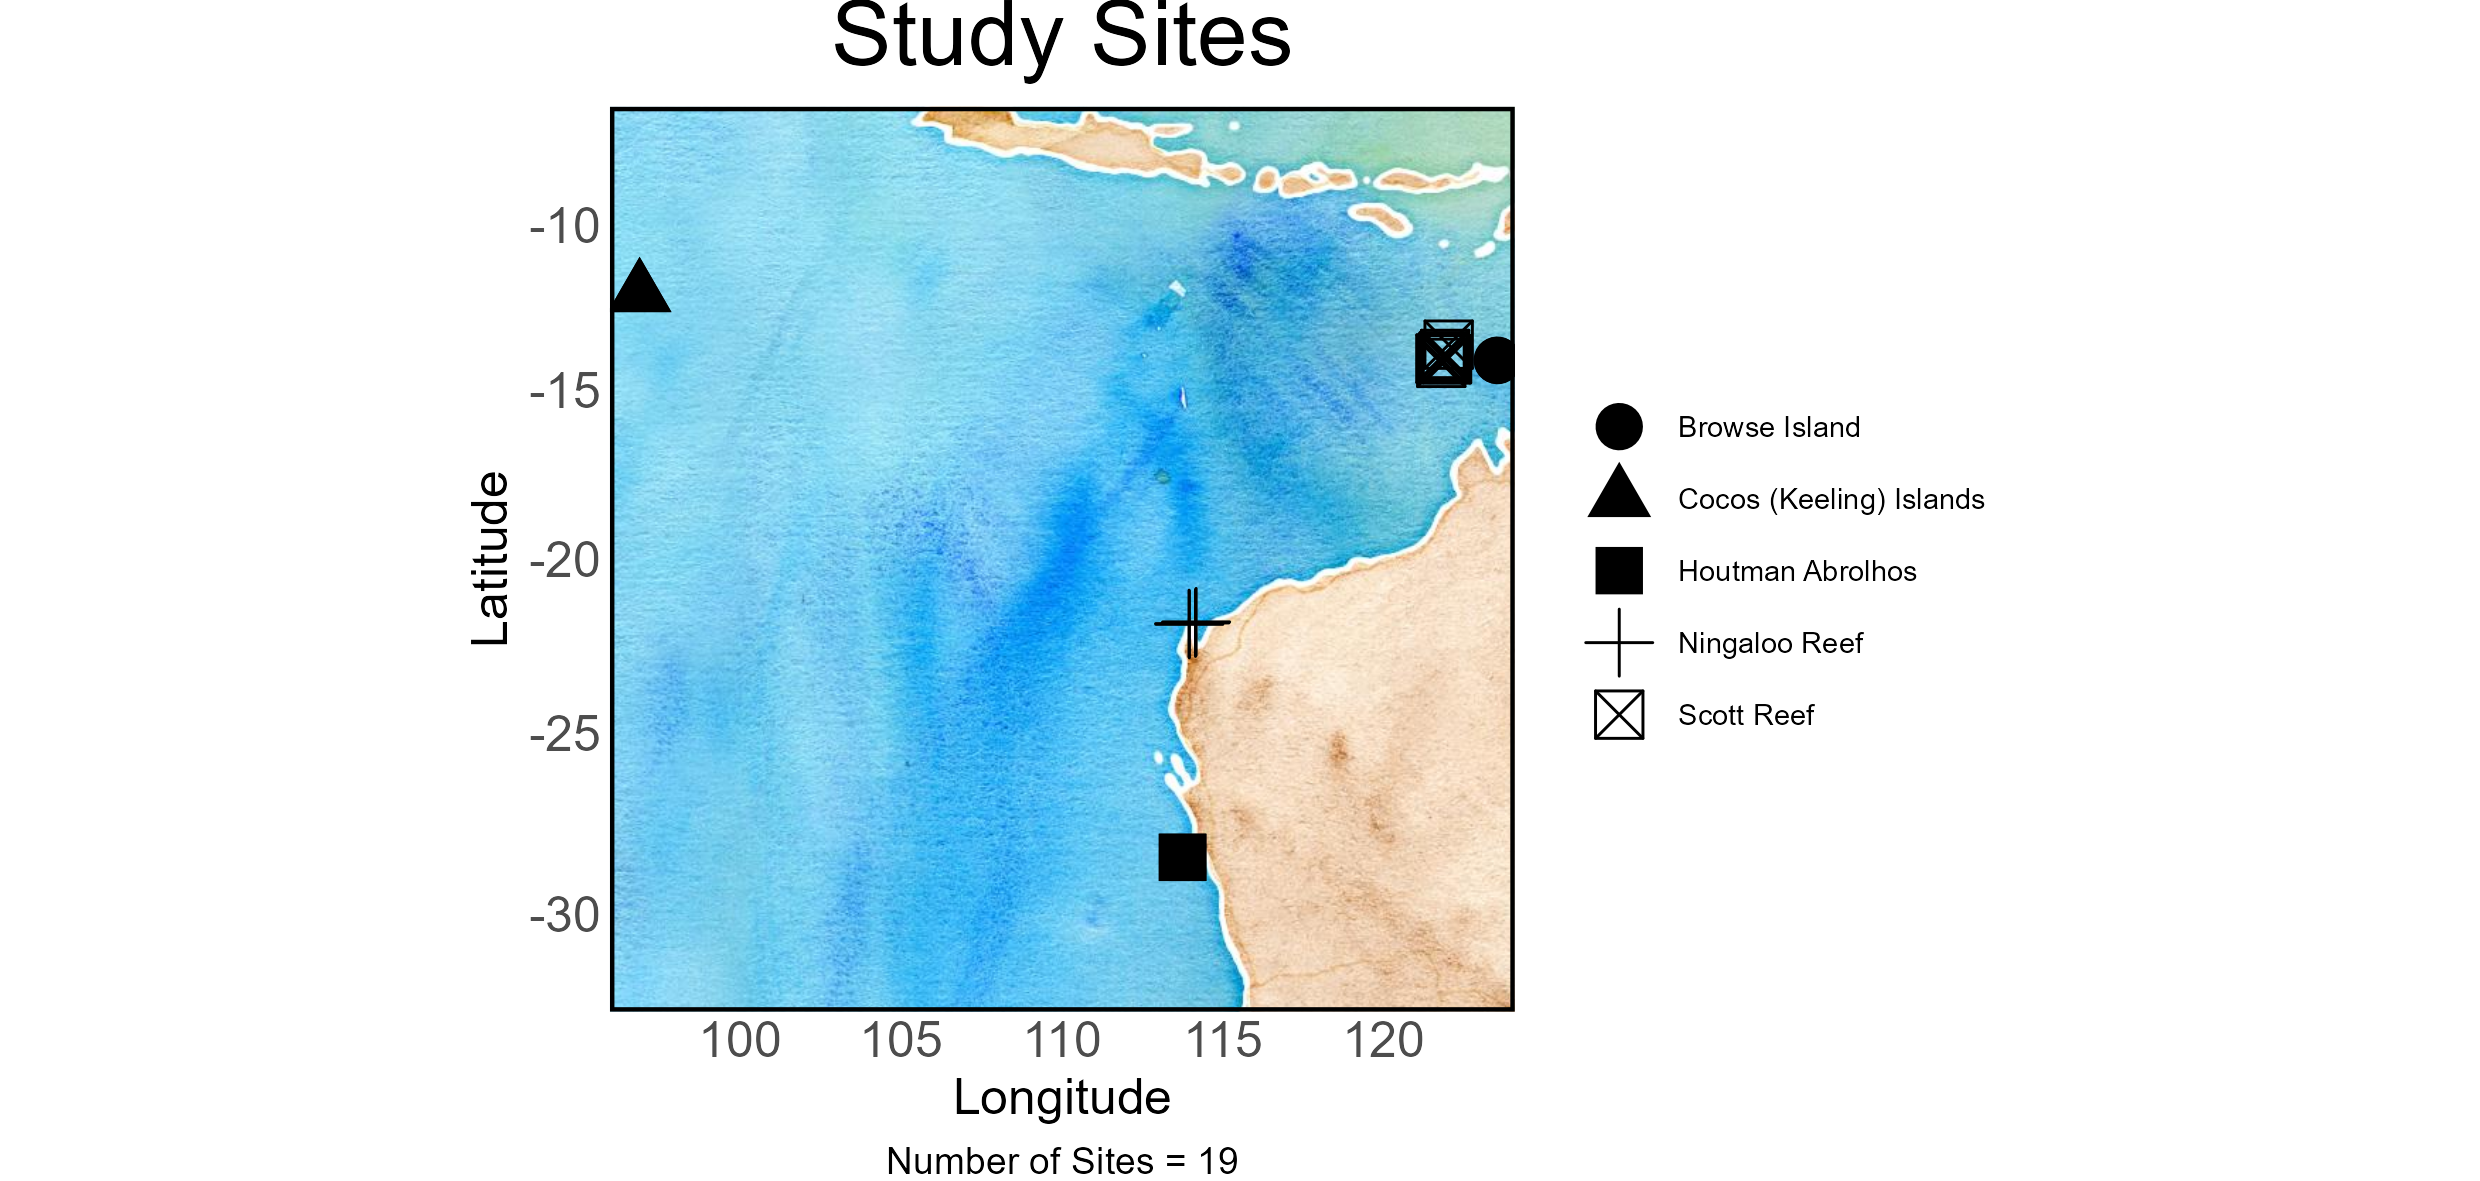 Study Sites
-10
-15
-20
-25
-30
Latitude
100 105 110 115 120
Longitude
Number of Sites = 19
Browse Island
Cocos (Keeling) Islands
Houtman Abrolhos
Ningaloo Reef
Scott Reef